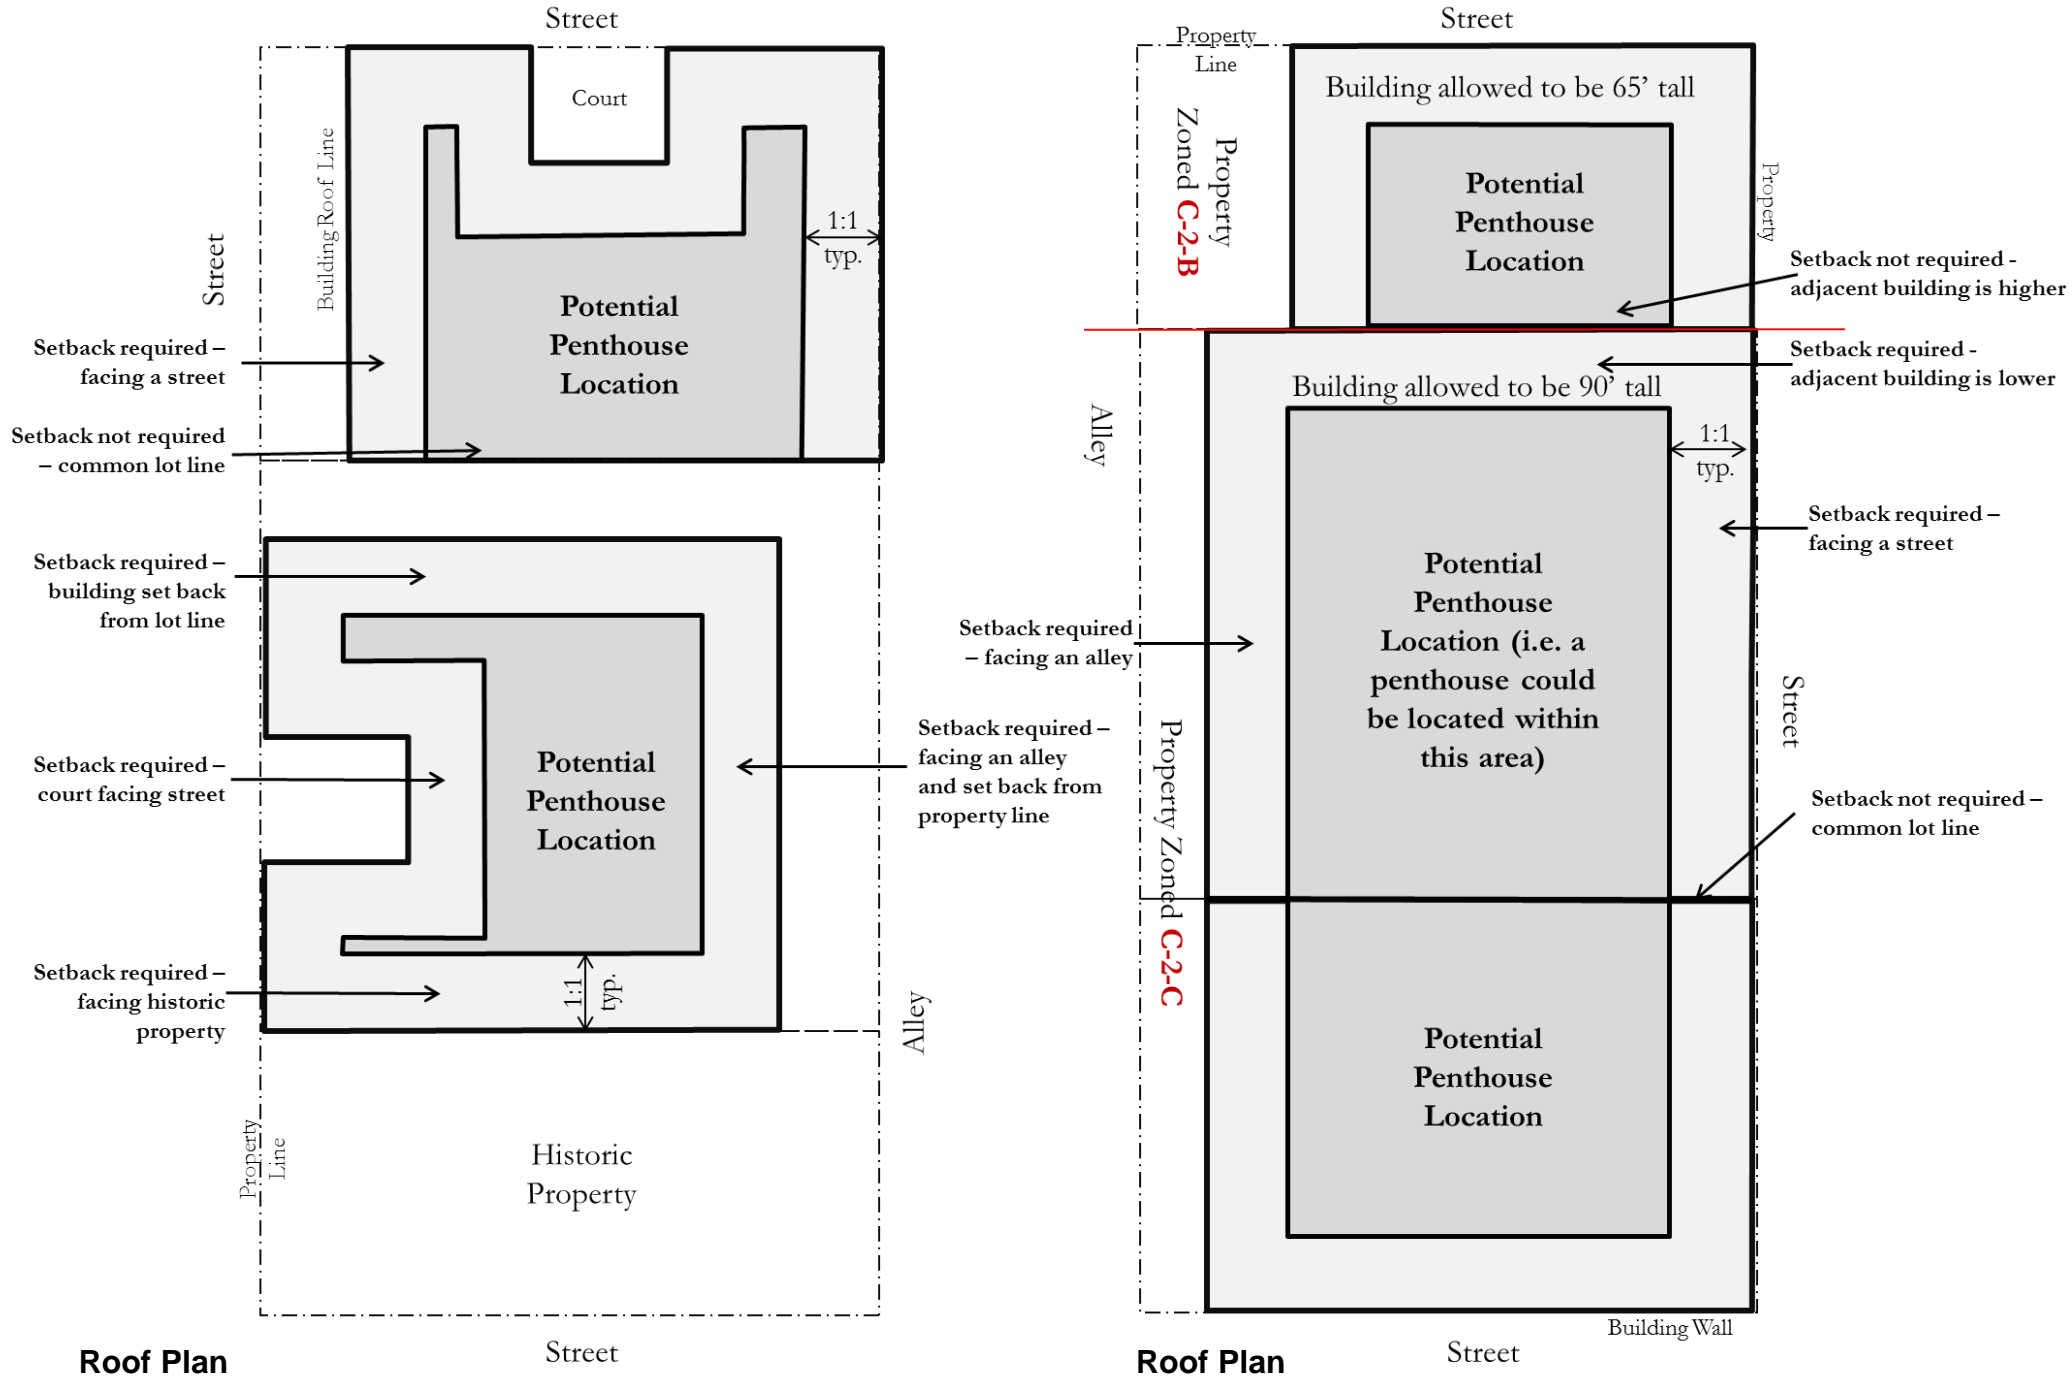 Street
Court
Building Roof Line
Street
1:1
typ.
Potential
Penthouse
Location
Setback required –
facing a street
Setback not required
– common lot line
Setback required –
building set back
from lot line
Setback required –
court facing street
Potential
Penthouse
Location
Setback required –
facing an alley
and set back from
property line
Setback required –
facing historic
property
1:1
typ.
Alley
Property
Line
Historic
Property
Street
Roof Plan
Street
Property
Line
Building allowed to be 65’ tall
Property
Zoned C-2-B
Potential
Penthouse
Location
Property
Setback not required -
adjacent building is higher
Setback required -
adjacent building is lower
Building allowed to be 90’ tall
Alley
1:1
typ.
Setback required –
facing a street
Potential
Penthouse
Location (i.e. a
penthouse could
be located within
this area)
Setback required
– facing an alley
Street
Property Zoned C-2-C
Setback not required –
common lot line
Potential
Penthouse
Location
Building Wall
Street
Roof Plan